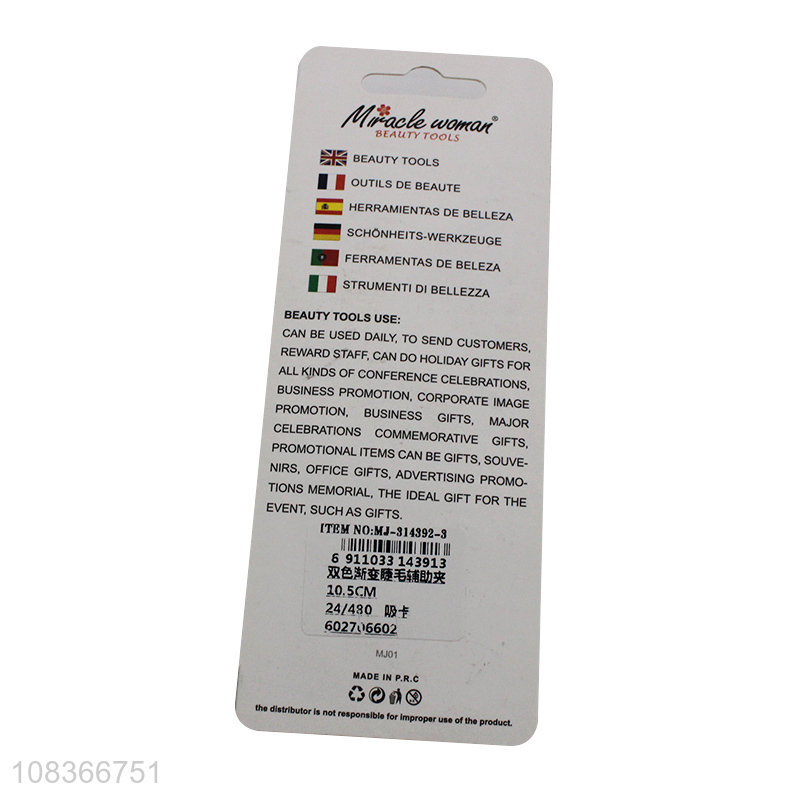 Miracle woman®
BEAUTY TOOLS
BEAUTY TOOLS
OUTILS DE BEAUTE
HERRAMIENTAS DE BELLEZA
SCHÖNHEITS-WERKZEUGE
FERRAMENTAS DE BELEZA
STRUMENTI DI BELLEZZA
BEAUTY TOOLS USE:
CAN BE USED DAILY, TO SEND CUSTOMERS,
REWARD STAFF, CAN DO HOLIDAY GIFTS FOR
ALL KINDS OF CONFERENCE CELEBRATIONS,
BUSINESS PROMOTION, CORPORATE IMAGE
PROMOTION, BUSINESS GIFTS, MAJOR
CELEBRATIONS COMMEMORATIVE GIFTS,
PROMOTIONAL ITEMS CAN BE GIFTS, SOUVE-
NIRS, OFFICE GIFTS, ADVERTISING PROMO-
TIONS MEMORIAL, THE IDEAL GIFT FOR THE
EVENT, SUCH AS GIFTS.
ITEM NO:MJ-314392-3
6 911033 143913
双色渐变睫毛辅助夹
10.5CM
24/480 吸卡
602706602
MJ01
MADE IN P.R.C
the distributor is not responsible for improper use of the product.
108366751